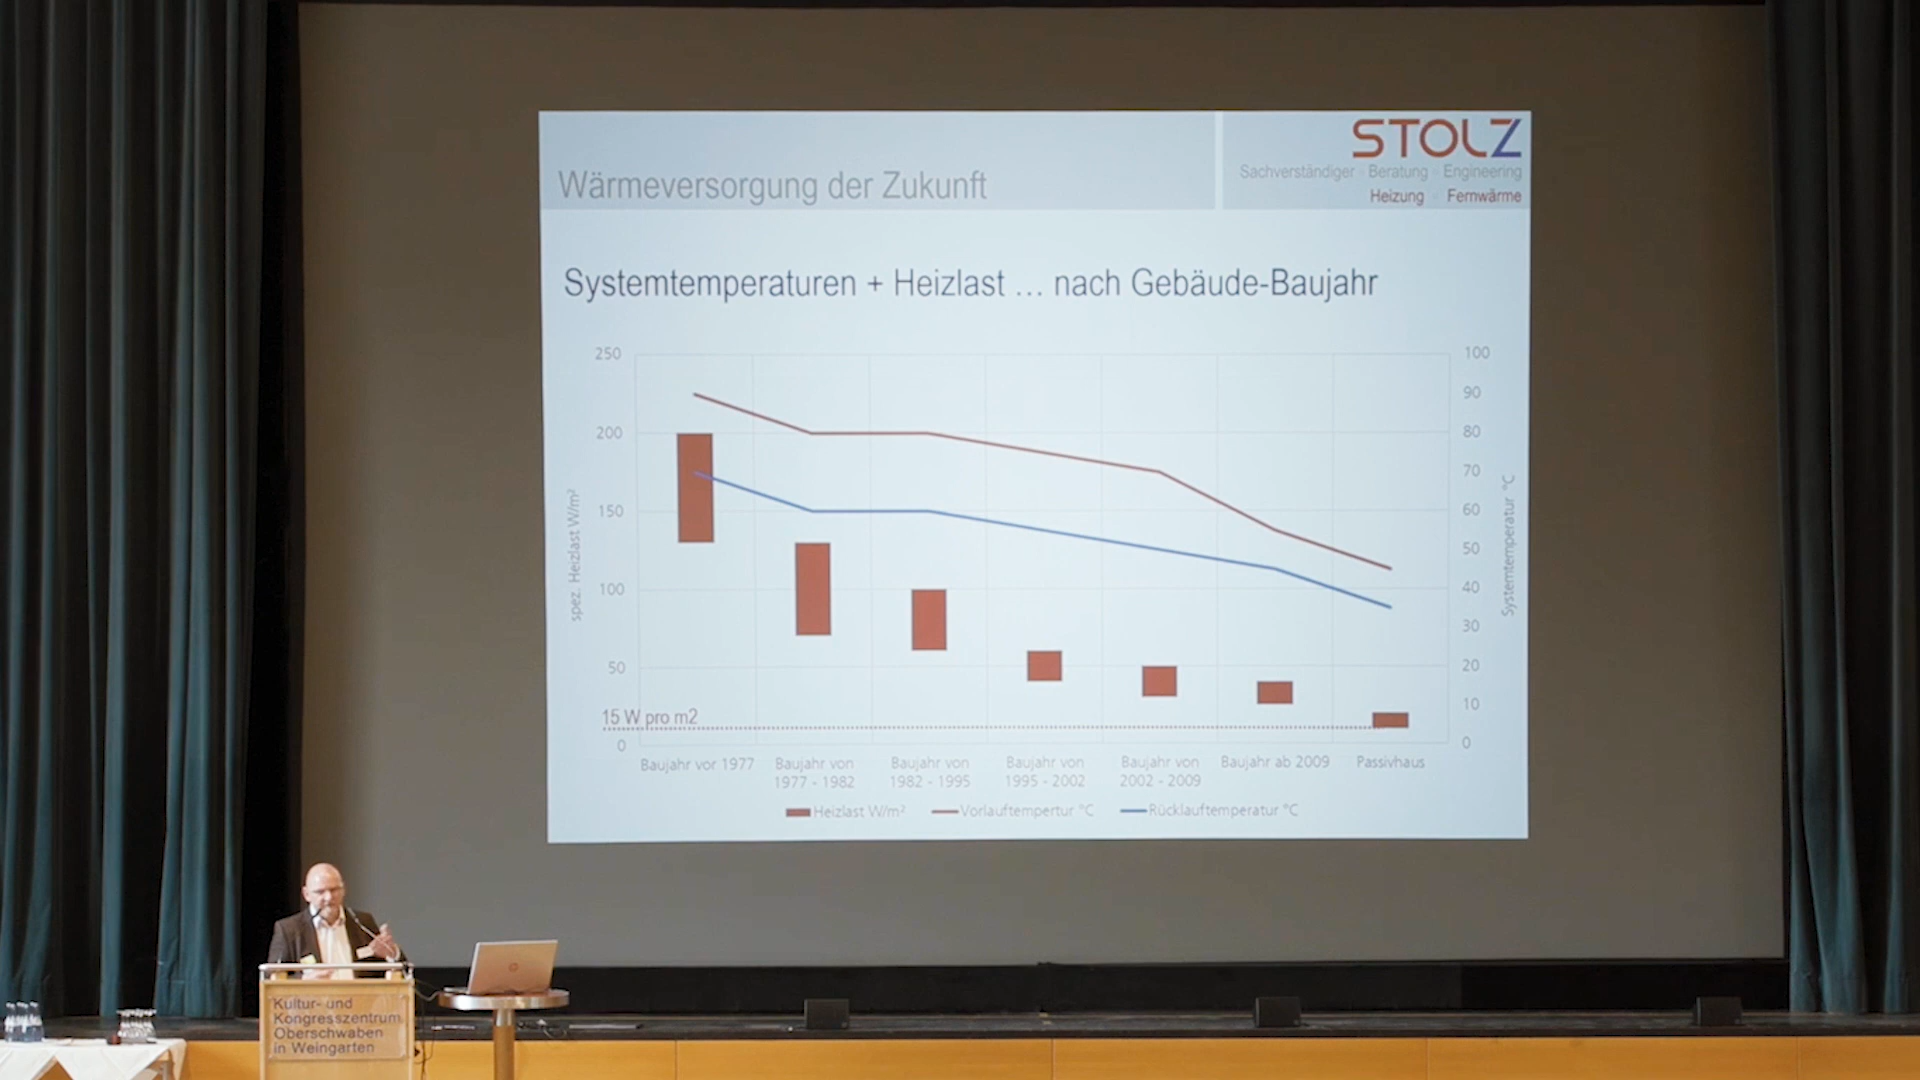 STOLZ
Sachverständiger · Beratung · Engineering
Heizung · Fernwärme
Wärmeversorgung der Zukunft
Systemtemperaturen + Heizlast ... nach Gebäude-Baujahr
250
200
150
100
50
0
spez. Heizlast W/m²
100
90
80
70
60
50
40
30
20
10
0
Systemtemperatur °C
15 W pro m2
Baujahr vor 1977
Baujahr von
1977 - 1982
Baujahr von
1982 - 1995
Baujahr von
1995 - 2002
Baujahr von
2002 - 2009
Baujahr ab 2009
Passivhaus
Heizlast W/m²
Vorlauftempertur °C
Rücklauftemperatur °C
Kultur- und
Kongresszentrum
Oberschwaben
in Weingarten